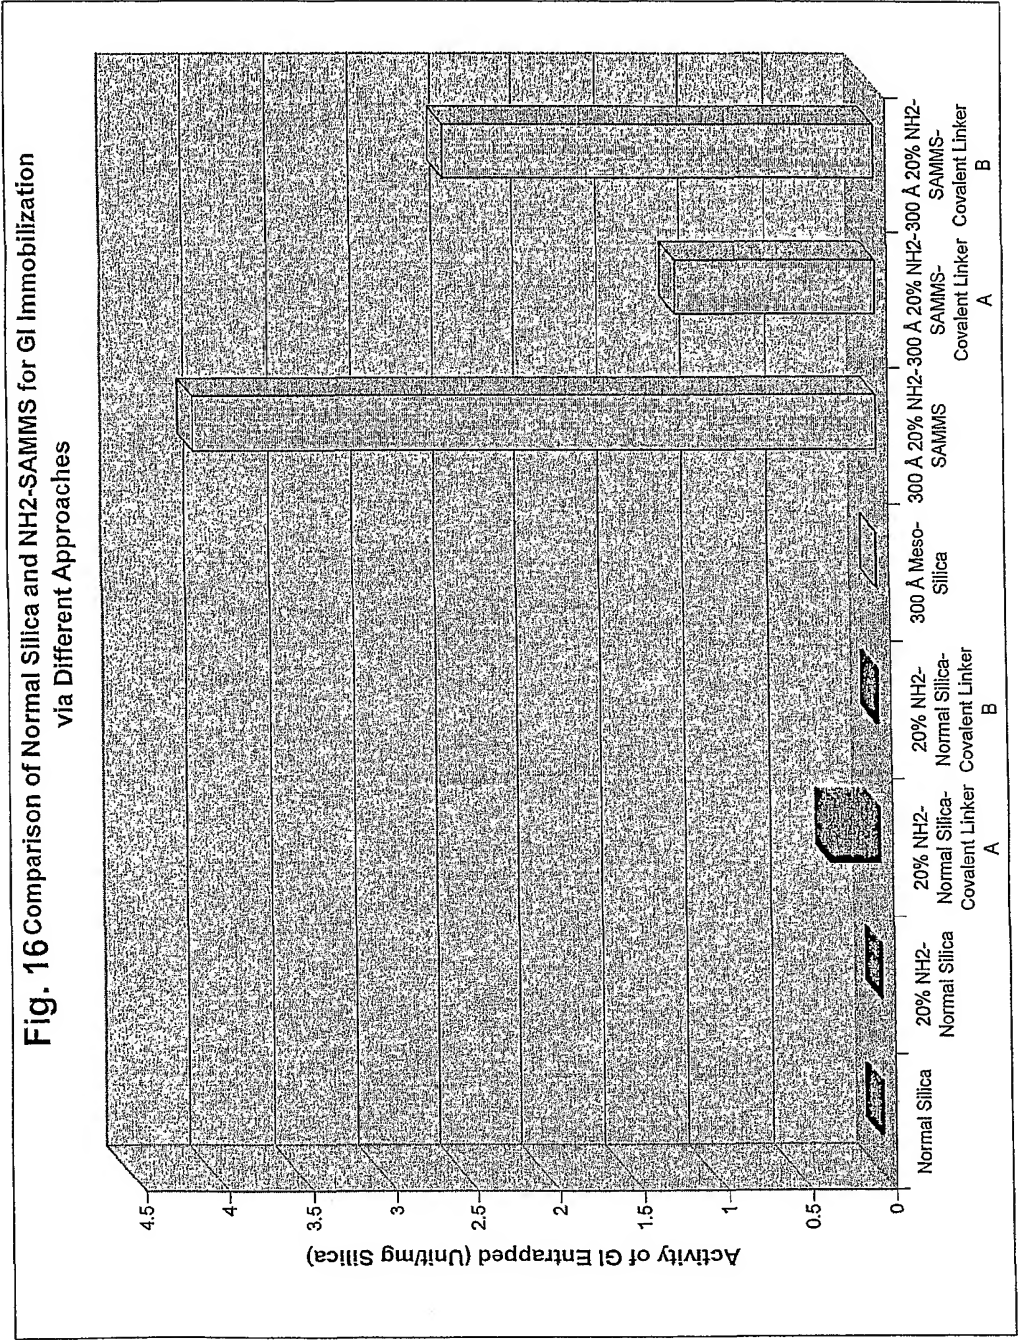 Fig. 16 Comparison of Normal Silica and NH2-SAMMS for GI Immobilization
via Different Approaches
Activity of GI Entrapped (Unit/mg Silica)
4.5
4
3.5
3
2.5
2
1.5
1
0.5
0
Normal Silica
20% NH2-
Normal Silica
20% NH2-
Normal Silica-
Covalent Linker
A
20% NH2-
Normal Silica-
Covalent Linker
B
300 Å Meso-
Silica
300 Å 20% NH2-
SAMMS
300 Å 20% NH2-
SAMMS-
Covalent Linker
A
300 Å 20% NH2-
SAMMS-
Covalent Linker
B